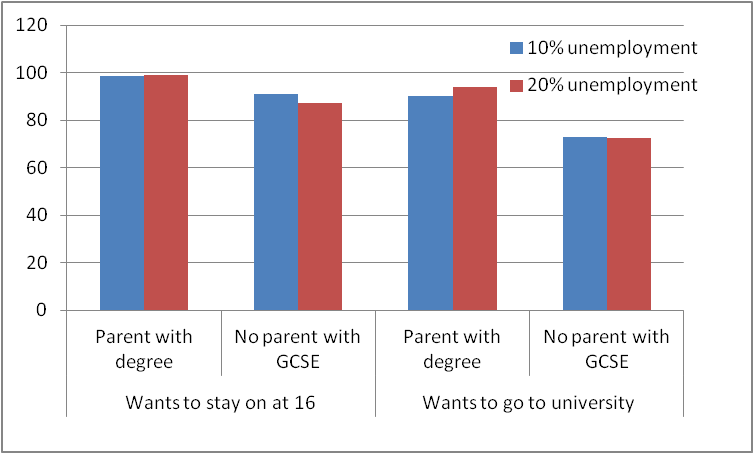 120
100
80
60
40
20
0
10% unemployment
20% unemployment
Parent with
degree
No parent with
GCSE
Parent with
degree
No parent with
GCSE
Wants to stay on at 16
Wants to go to university